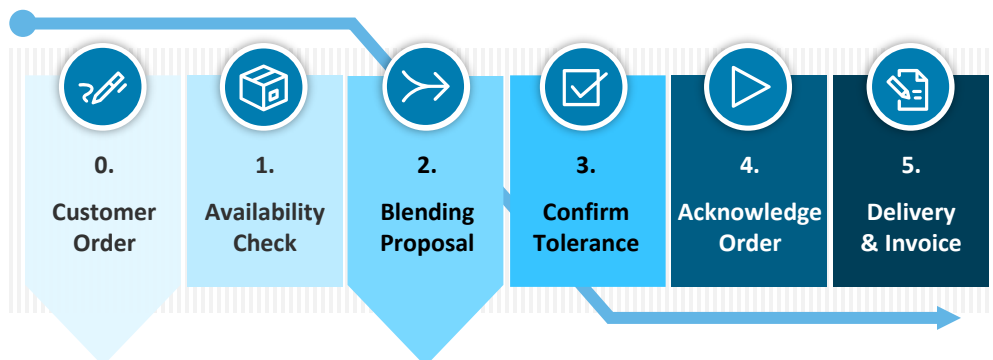 0.
Customer
Order
1.
Availability
Check
2.
Blending
Proposal
3.
Confirm
Tolerance
4.
Acknowledge
Order
5.
Delivery
& Invoice